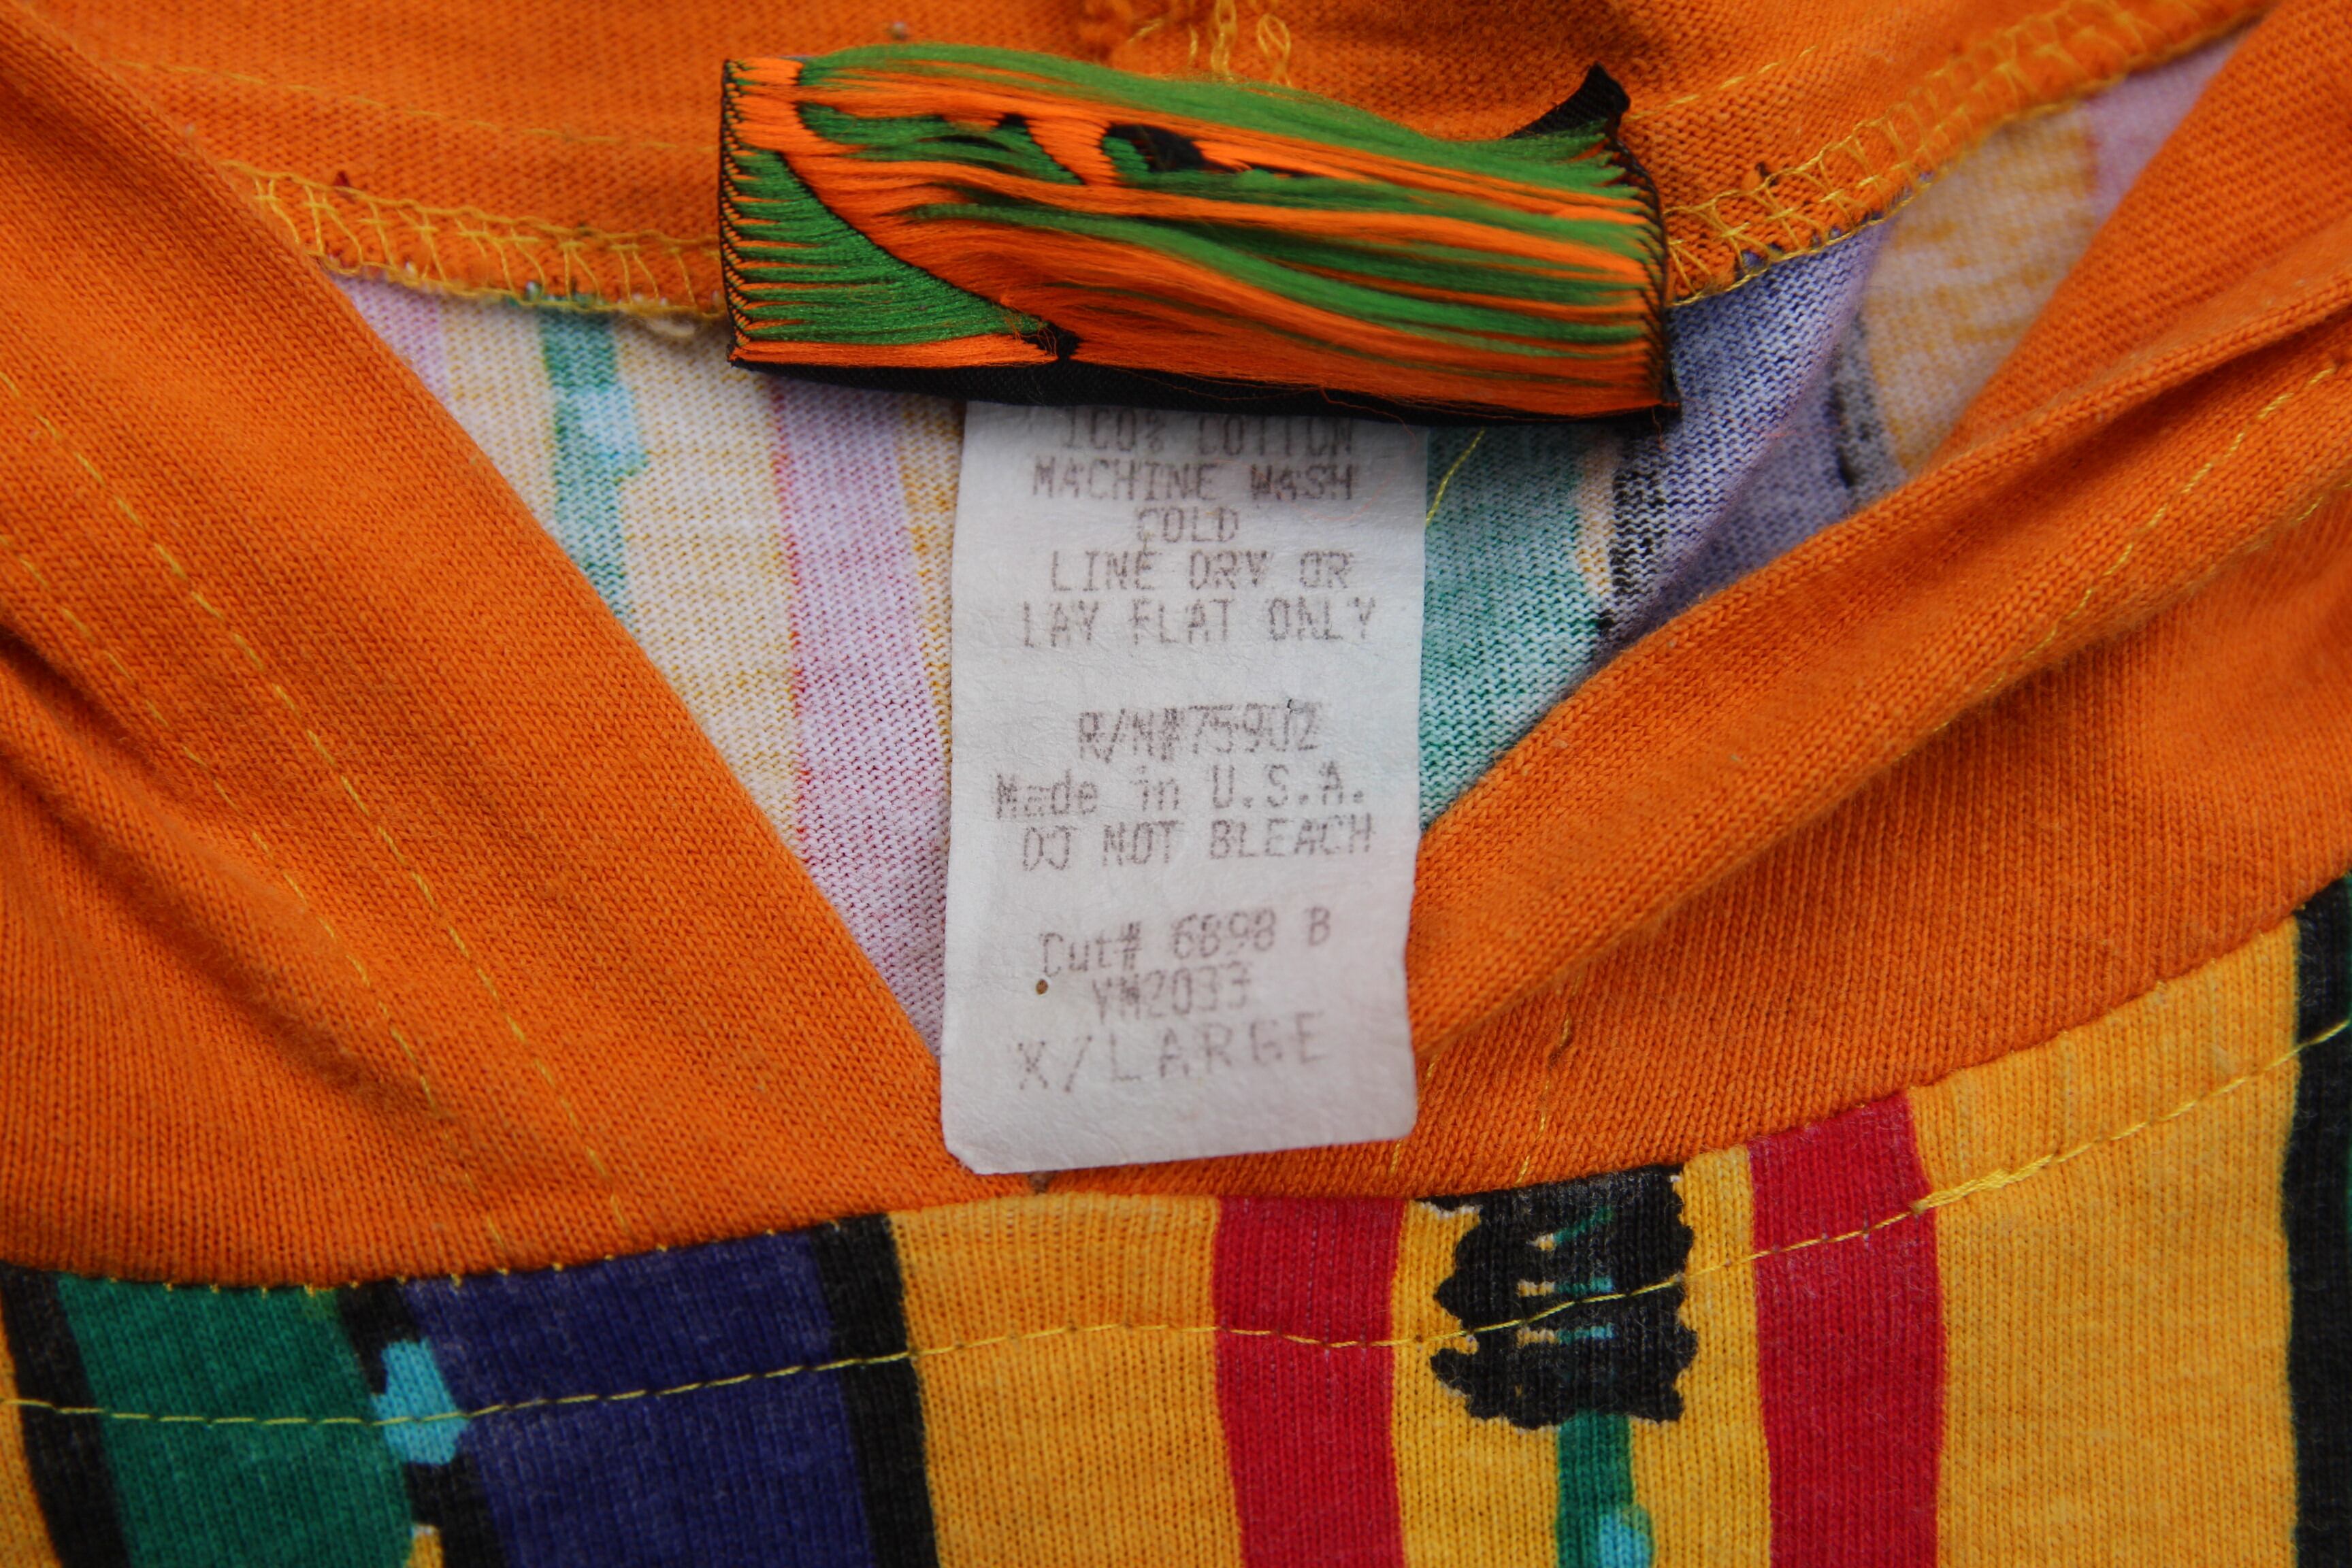 100% COTTON
MACHINE WASH
COLD
LINE DRY OR
LAY FLAT ONLY
R/N#75902
Made in U.S.A.
DO NOT BLEACH
Cut# 6898 B
YM2033
X/LARGE